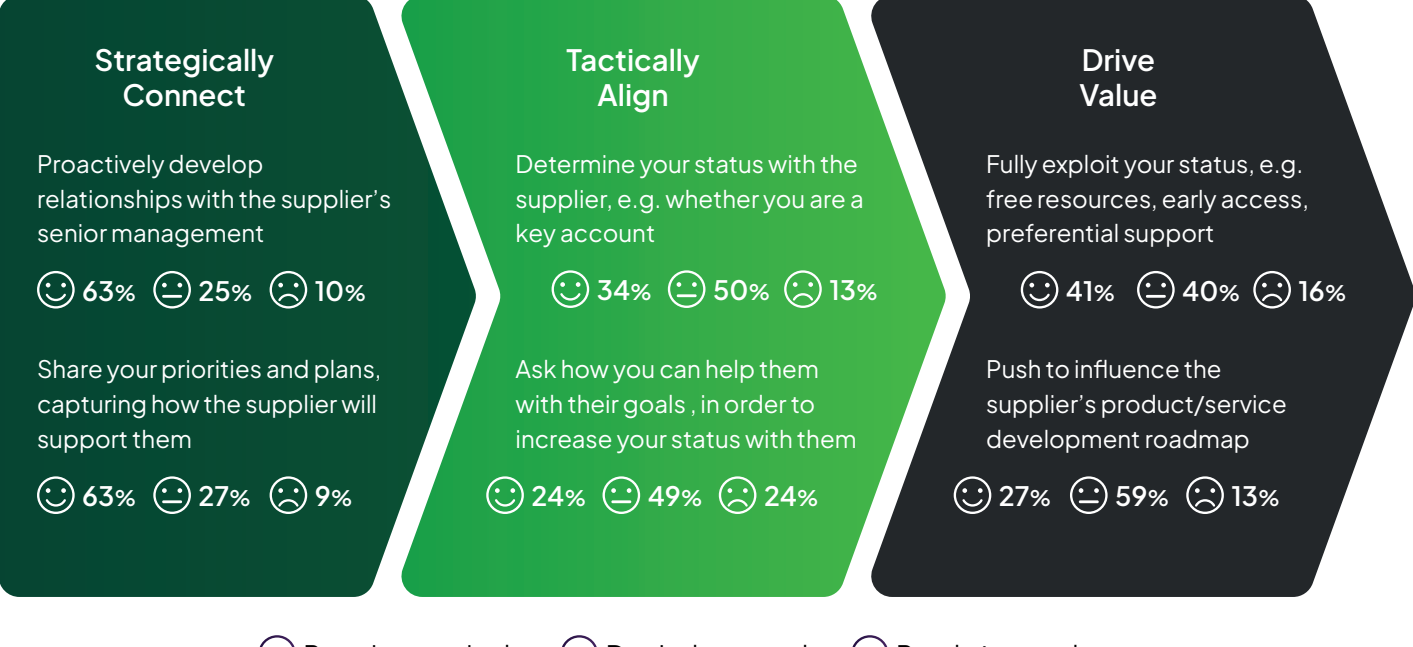 Strategically
Connect
Proactively develop
relationships with the supplier's
senior management
63% 25% 10%
Share your priorities and plans,
capturing how the supplier will
support them
63% 27% 9%
Tactically
Align
Determine your status with the
supplier, e.g. whether you are a
key account
34% 50% 13%
Ask how you can help them
with their goals , in order to
increase your status with them
24% 49% 24%
Drive
Value
Fully exploit your status, e.g.
free resources, early access,
preferential support
41% 40% 16%
Push to influence the
supplier's product/service
development roadmap
27% 59% 13%